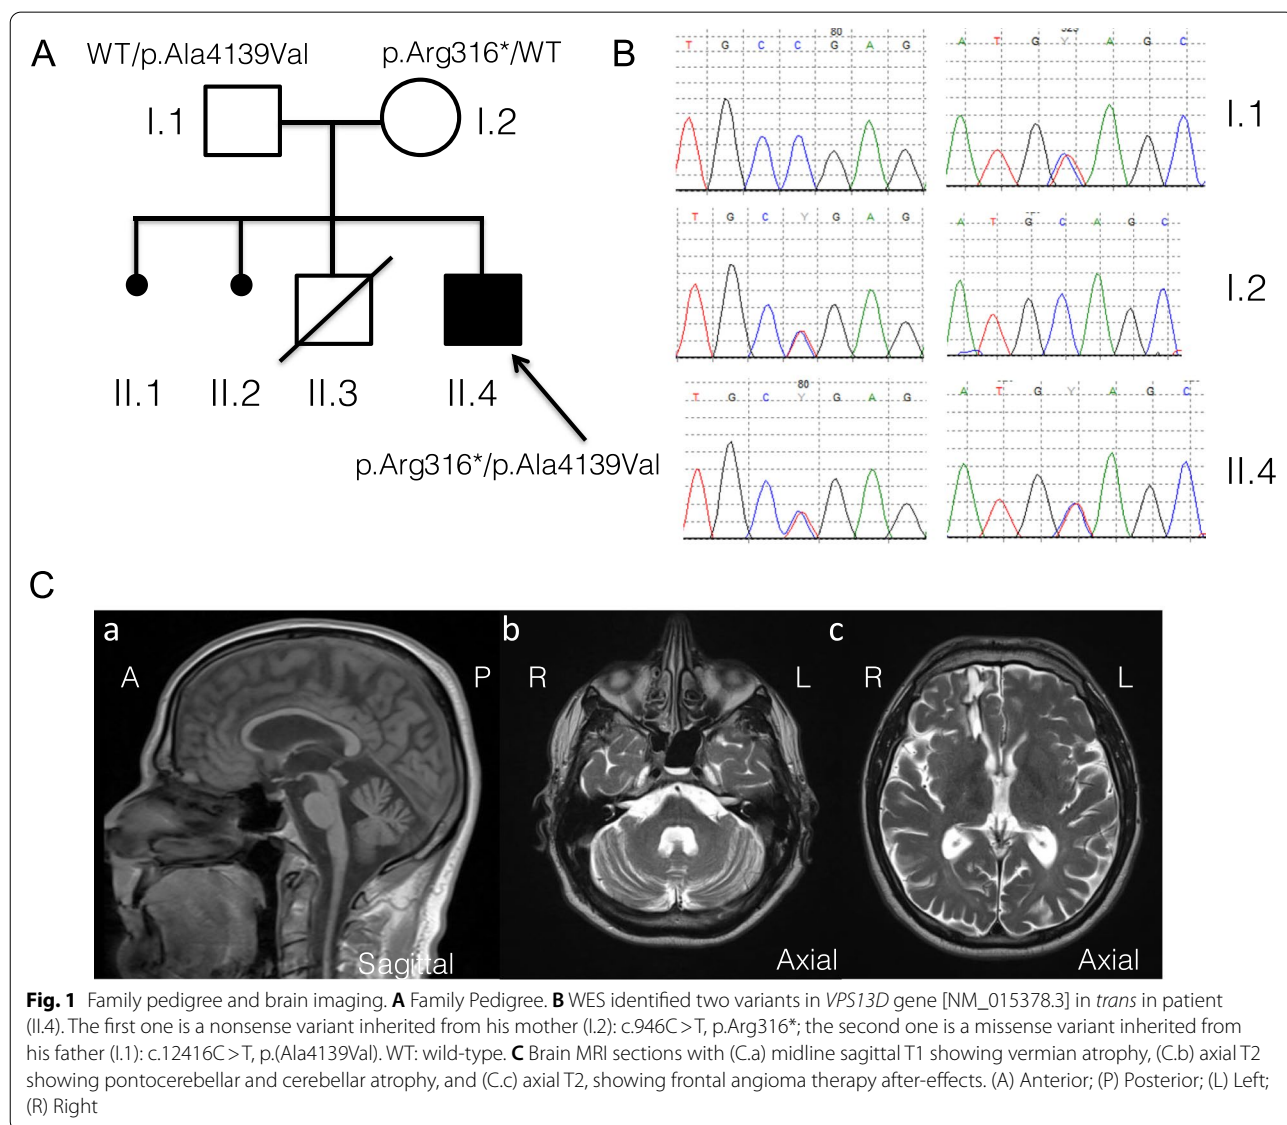 A
WT/p.Ala4139Val
p.Arg316*/WT
I.1
I.2
II.1
II.2
II.3
II.4
p.Arg316*/p.Ala4139Val
B
80
T G C C G A G
A T G Y A G C
I.1
T G C Y G A G
A T G C A G C
I.2
80
T G C Y G A G
A T G Y A G C
II.4
C
a
A
P
Sagittal
b
R
L
Axial
c
R
L
Axial
Fig. 1 Family pedigree and brain imaging. A Family Pedigree. B WES identified two variants in VPS13D gene [NM_015378.3] in trans in patient
(II.4). The first one is a nonsense variant inherited from his mother (I.2): c.946C > T, p.Arg316*; the second one is a missense variant inherited from
his father (I.1): c.12416C > T, p.(Ala4139Val). WT: wild-type. C Brain MRI sections with (C.a) midline sagittal T1 showing vermian atrophy, (C.b) axial T2
showing pontocerebellar and cerebellar atrophy, and (C.c) axial T2, showing frontal angioma therapy after-effects. (A) Anterior; (P) Posterior; (L) Left;
(R) Right